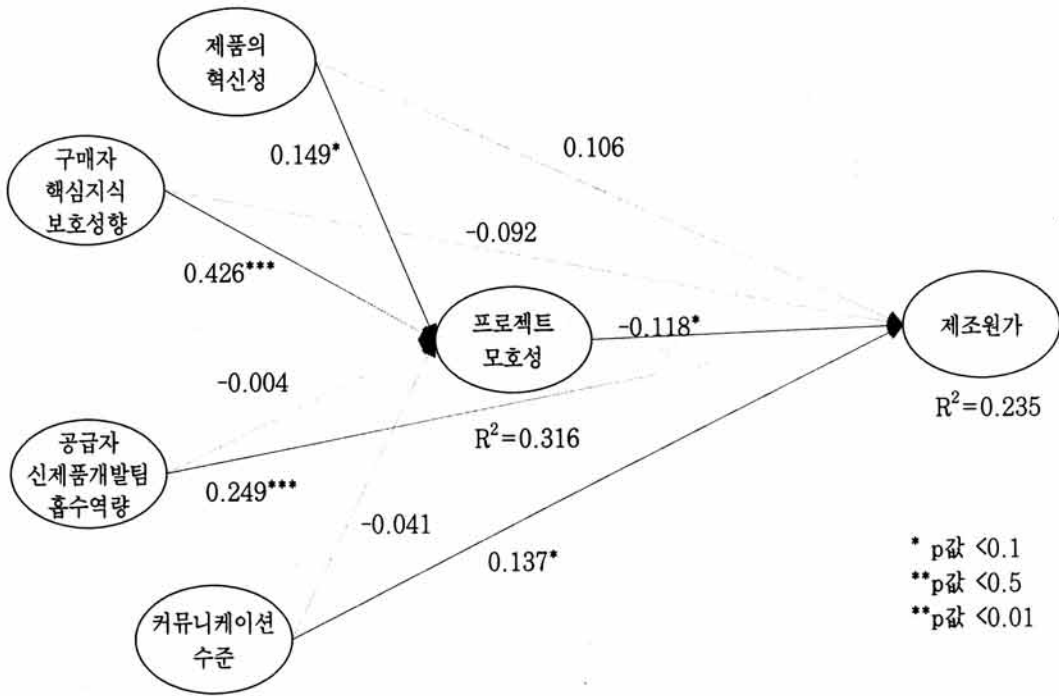 제품의
혁신성
0.149*
0.106
구매자
핵심지식
보호성향
-0.092
0.426***
프로젝트
모호성
-0.118*
제조원가
-0.004
R²=0.235
R²=0.316
공급자
신제품개발팀
흡수역량
0.249***
-0.041
0.137*
* p값 <0.1
**p값 <0.5
**p값 <0.01
커뮤니케이션
수준